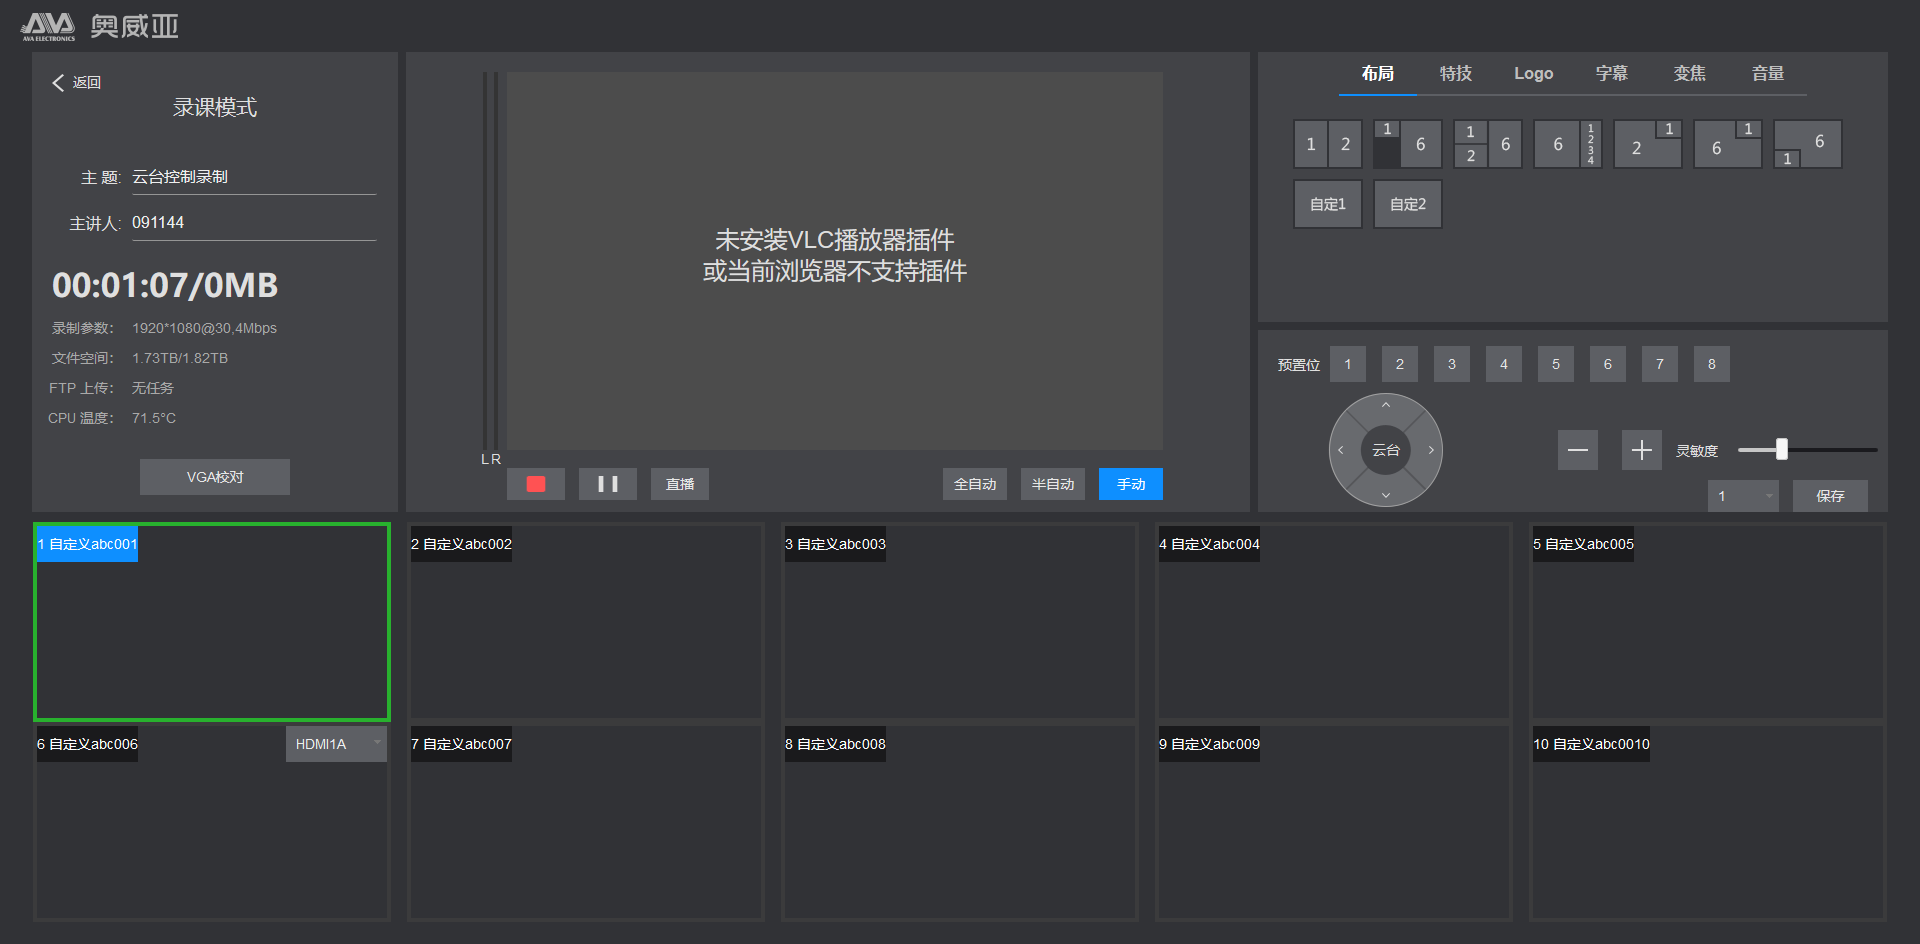 AVA
AVA ELECTRONICS
奥威亚
返回
录课模式
主 题: 云台控制录制
主讲人: 091144
00:01:07/0MB
录制参数: 1920*1080@30,4Mbps
文件空间: 1.73TB/1.82TB
FTP 上传: 无任务
CPU 温度: 71.5°C
VGA校对
未安装VLC播放器插件
或当前浏览器不支持插件
L R
直播
全自动 半自动 手动
布局 特技 Logo 字幕 变焦 音量
1 2
1 6
1 2 6
6 1 2 3 4
2 1
6 1
1 6
自定1 自定2
预置位 1 2 3 4 5 6 7 8
云台
灵敏度
1 保存
1 自定义abc001
2 自定义abc002
3 自定义abc003
4 自定义abc004
5 自定义abc005
6 自定义abc006 HDMI1A
7 自定义abc007
8 自定义abc008
9 自定义abc009
10 自定义abc0010